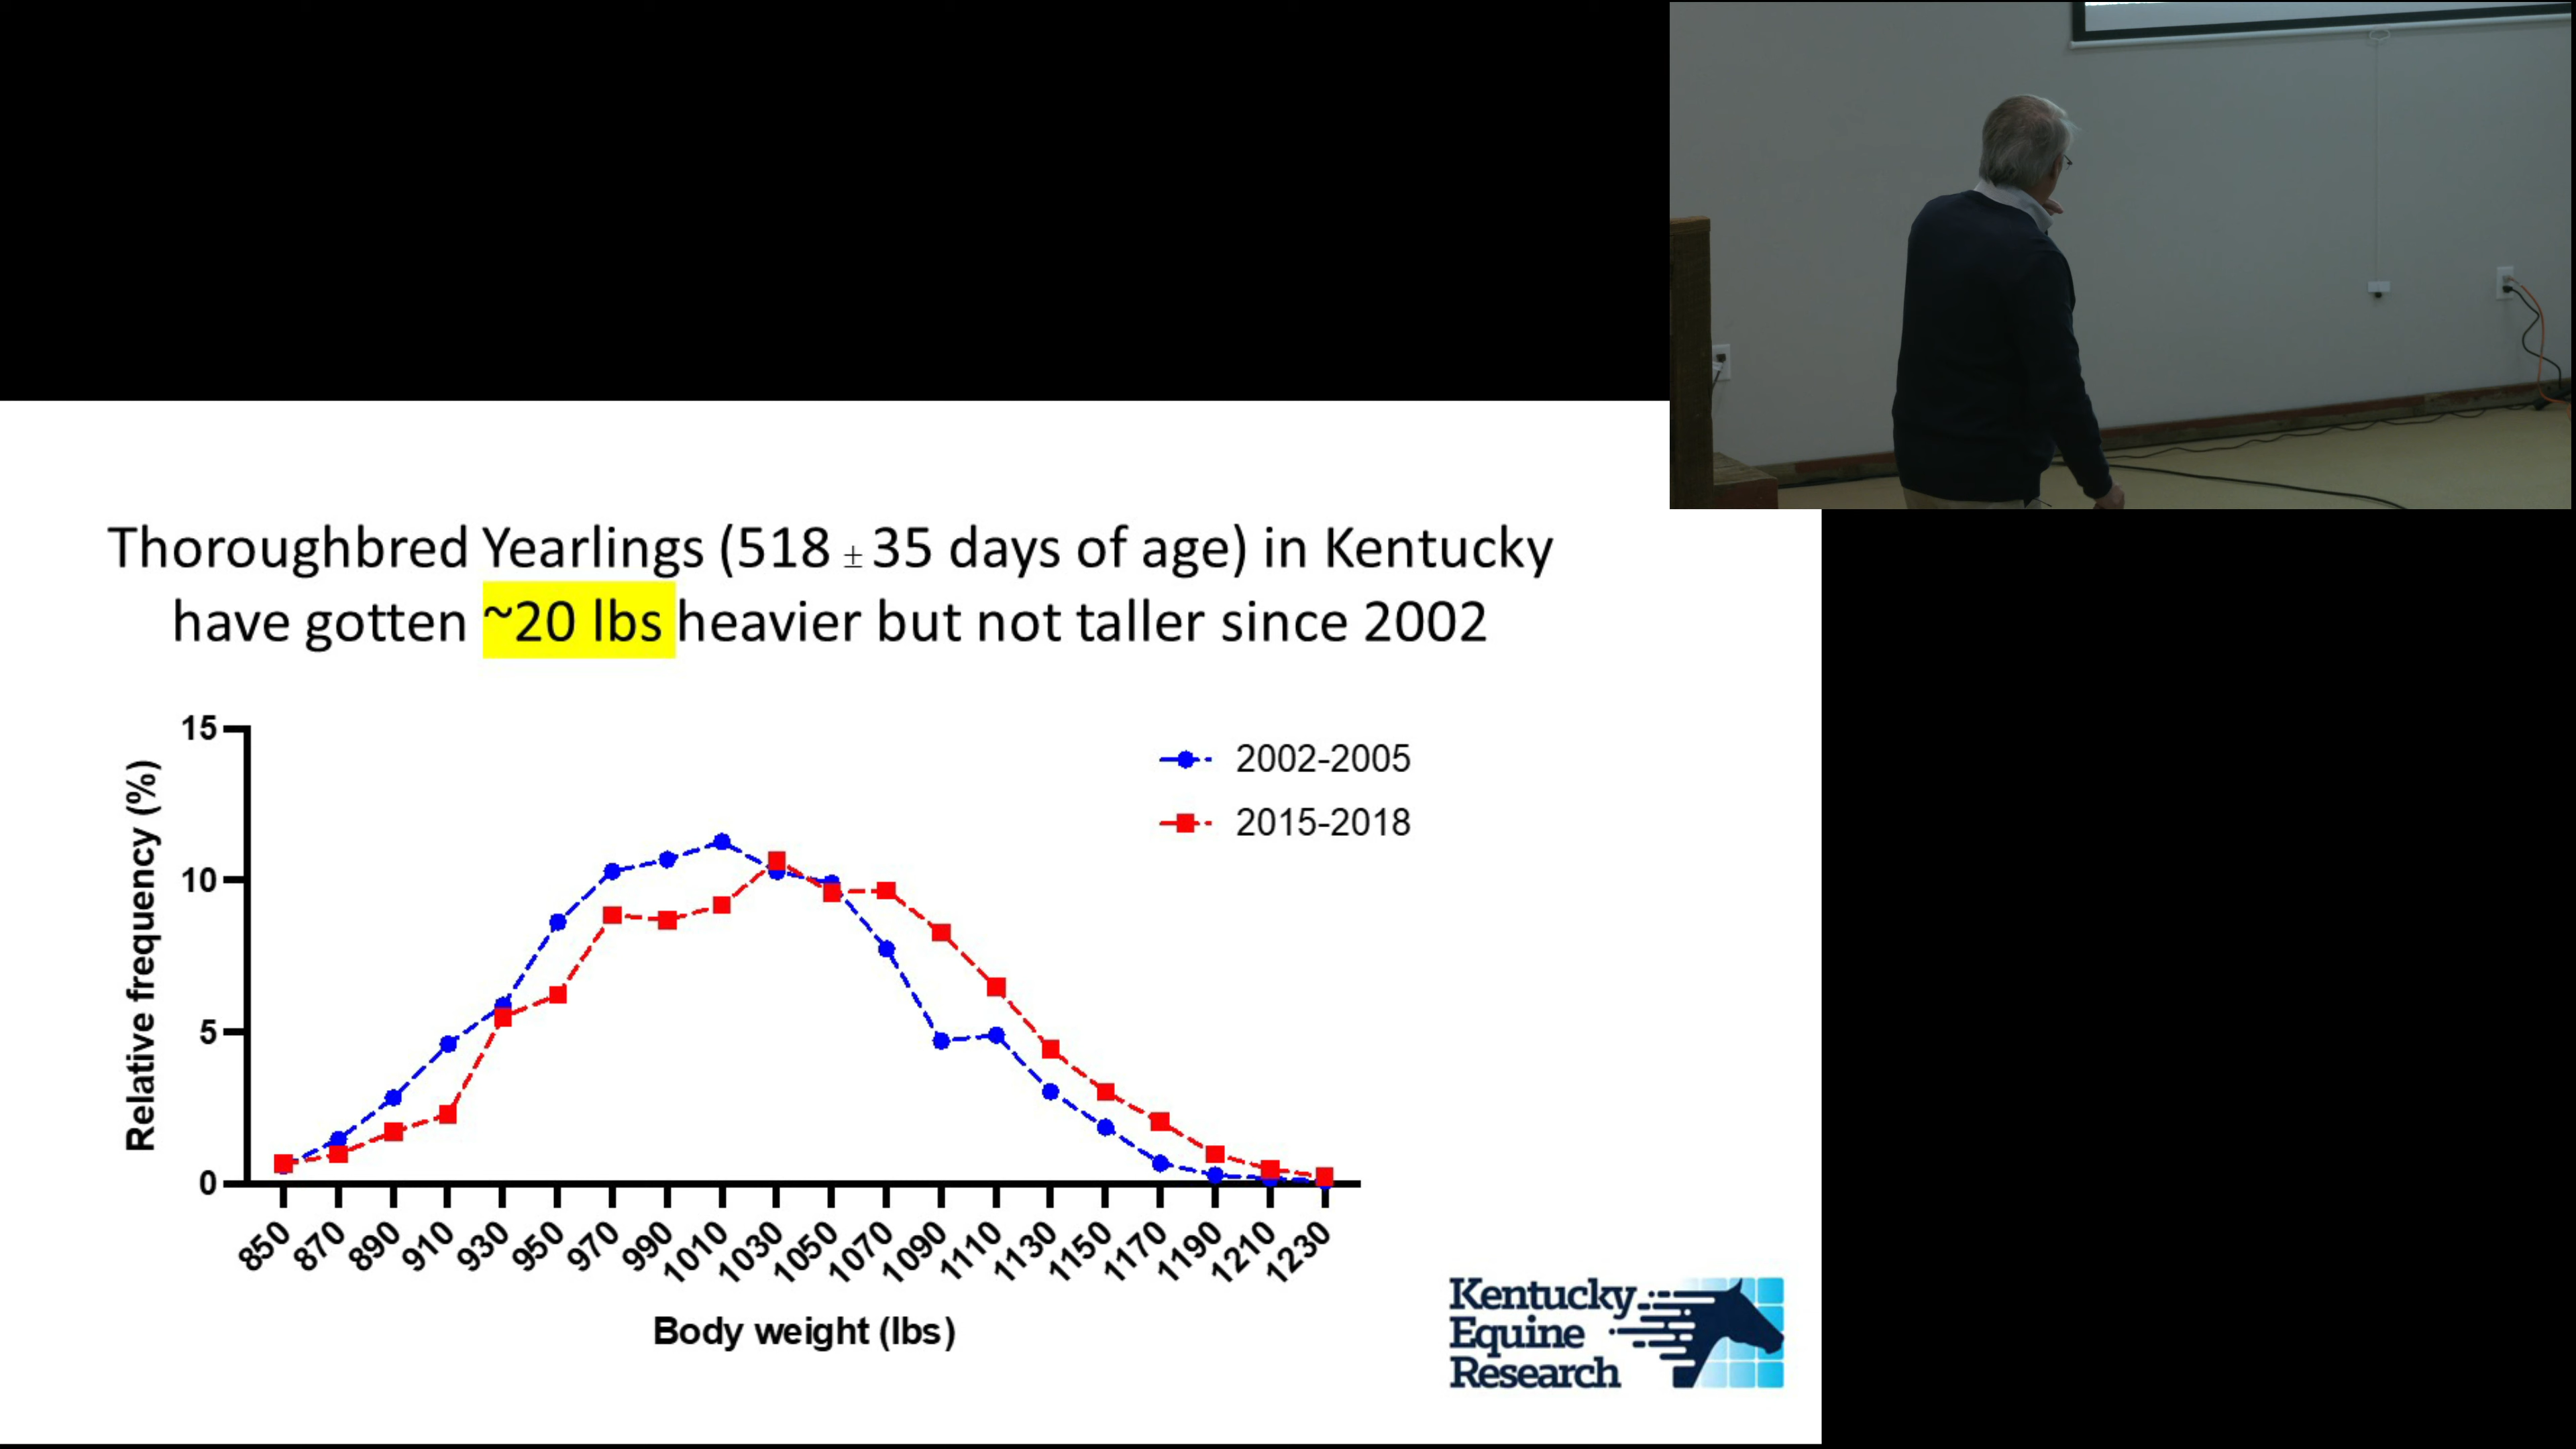 Thoroughbred Yearlings (518 ± 35 days of age) in Kentucky
have gotten ~20 lbs heavier but not taller since 2002
15
10
5
0
Relative frequency (%)
2002-2005
2015-2018
850 870 890 910 930 950 970 990 1010 1030 1050 1070 1090 1110 1130 1150 1170 1190 1210 1230
Body weight (lbs)
Kentucky
Equine
Research